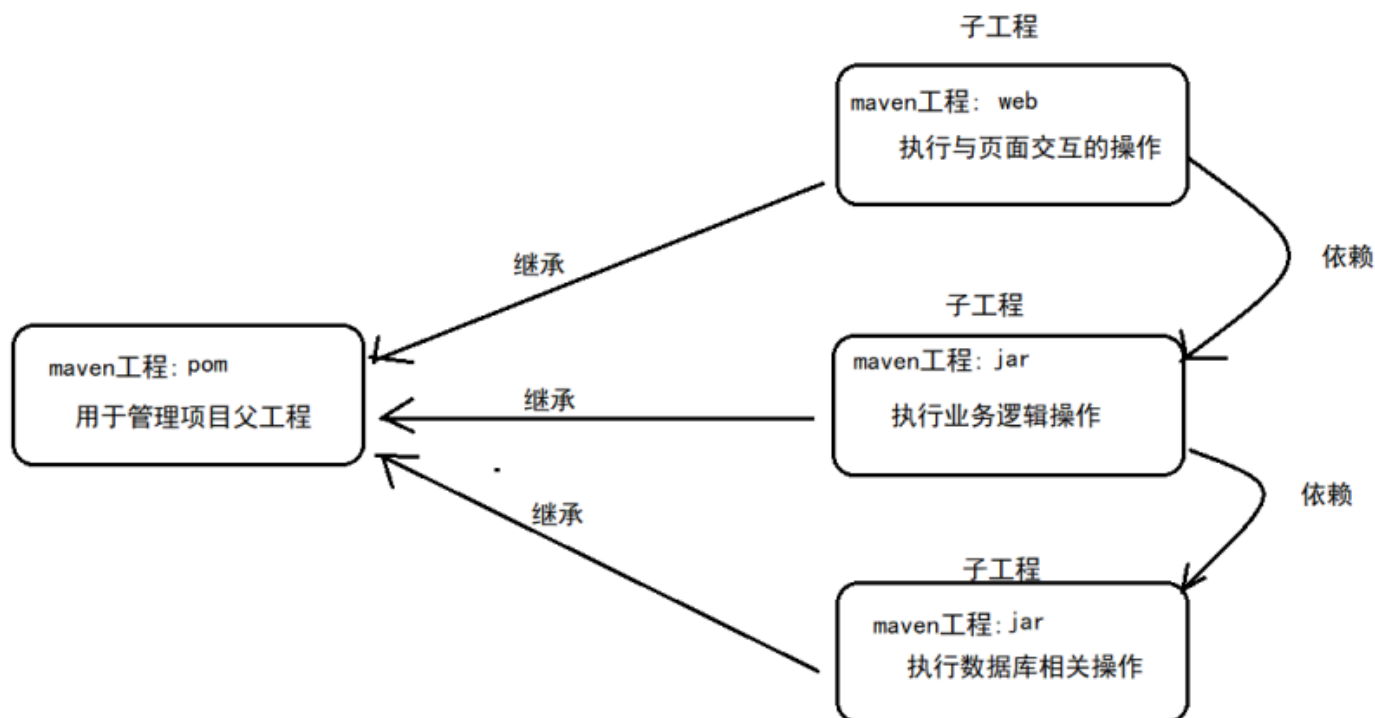 子工程
maven工程: web
执行与页面交互的操作
继承
依赖
子工程
maven工程: pom
用于管理项目父工程
继承
maven工程: jar
执行业务逻辑操作
继承
依赖
子工程
maven工程:jar
执行数据库相关操作